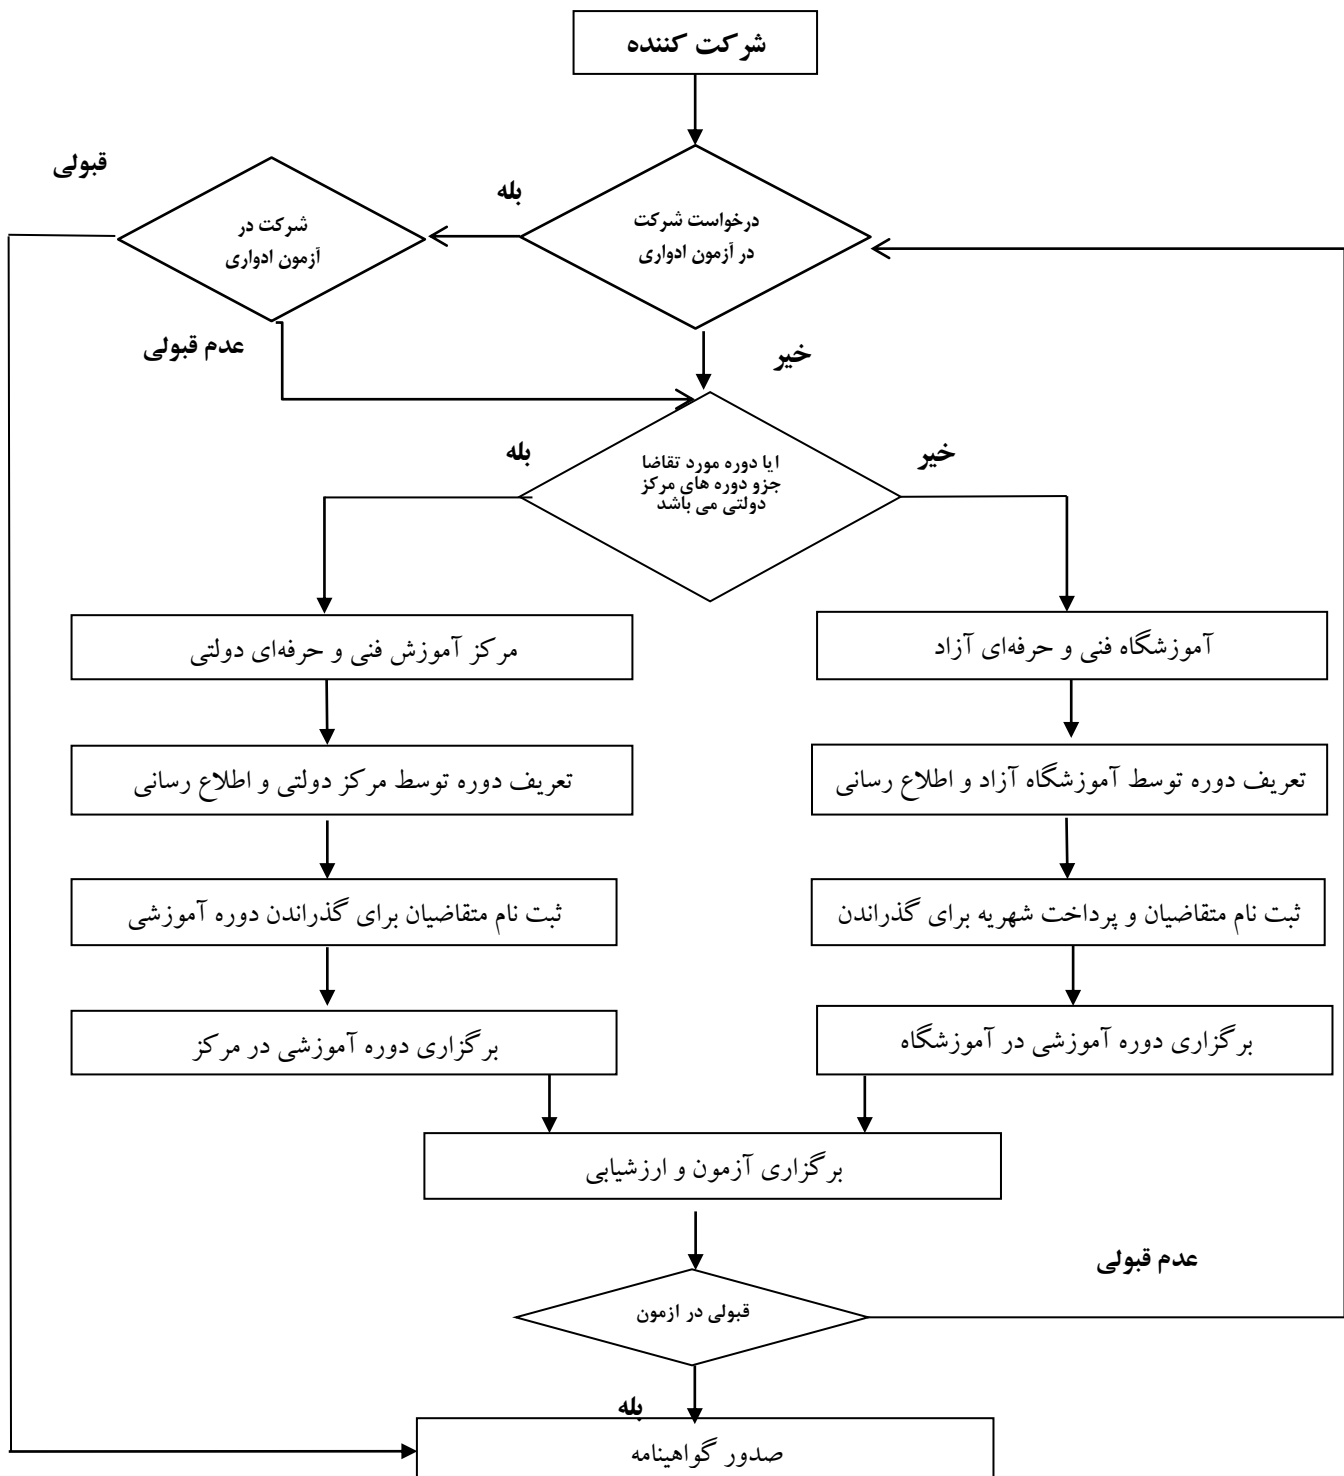 شرکت کننده
درخواست شرکت
در آزمون ادواری
بله
شرکت در
آزمون ادواری
قبولی
عدم قبولی
خیر
ایا دوره مورد تقاضا
جزو دوره های مرکز
دولتی می باشد
بله
خیر
آموزشگاه فنی و حرفه‌ای آزاد
مرکز آموزش فنی و حرفه‌ای دولتی
تعریف دوره توسط آموزشگاه آزاد و اطلاع رسانی
تعریف دوره توسط مرکز دولتی و اطلاع رسانی
ثبت نام متقاضیان و پرداخت شهریه برای گذراندن
ثبت نام متقاضیان برای گذراندن دوره آموزشی
برگزاری دوره آموزشی در آموزشگاه
برگزاری دوره آموزشی در مرکز
برگزاری آزمون و ارزشیابی
عدم قبولی
قبولی در ازمون
بله
صدور گواهینامه